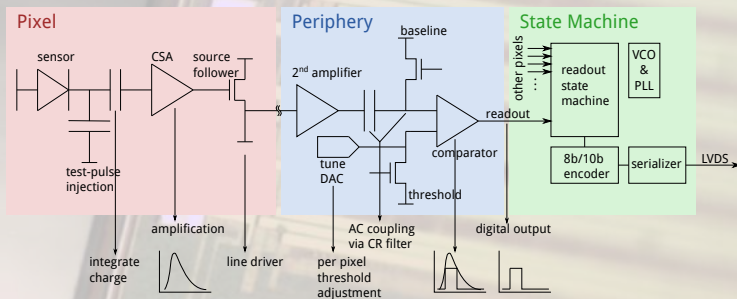 Pixel
Periphery
State Machine
sensor
CSA
source
follower
test-pulse
injection
2nd amplifier
baseline
tune
DAC
threshold
comparator
readout
other pixels
...
readout
state
machine
VCO
&
PLL
8b/10b
encoder
serializer
LVDS
integrate
charge
amplification
line driver
per pixel
threshold
adjustment
AC coupling
via CR filter
digital output